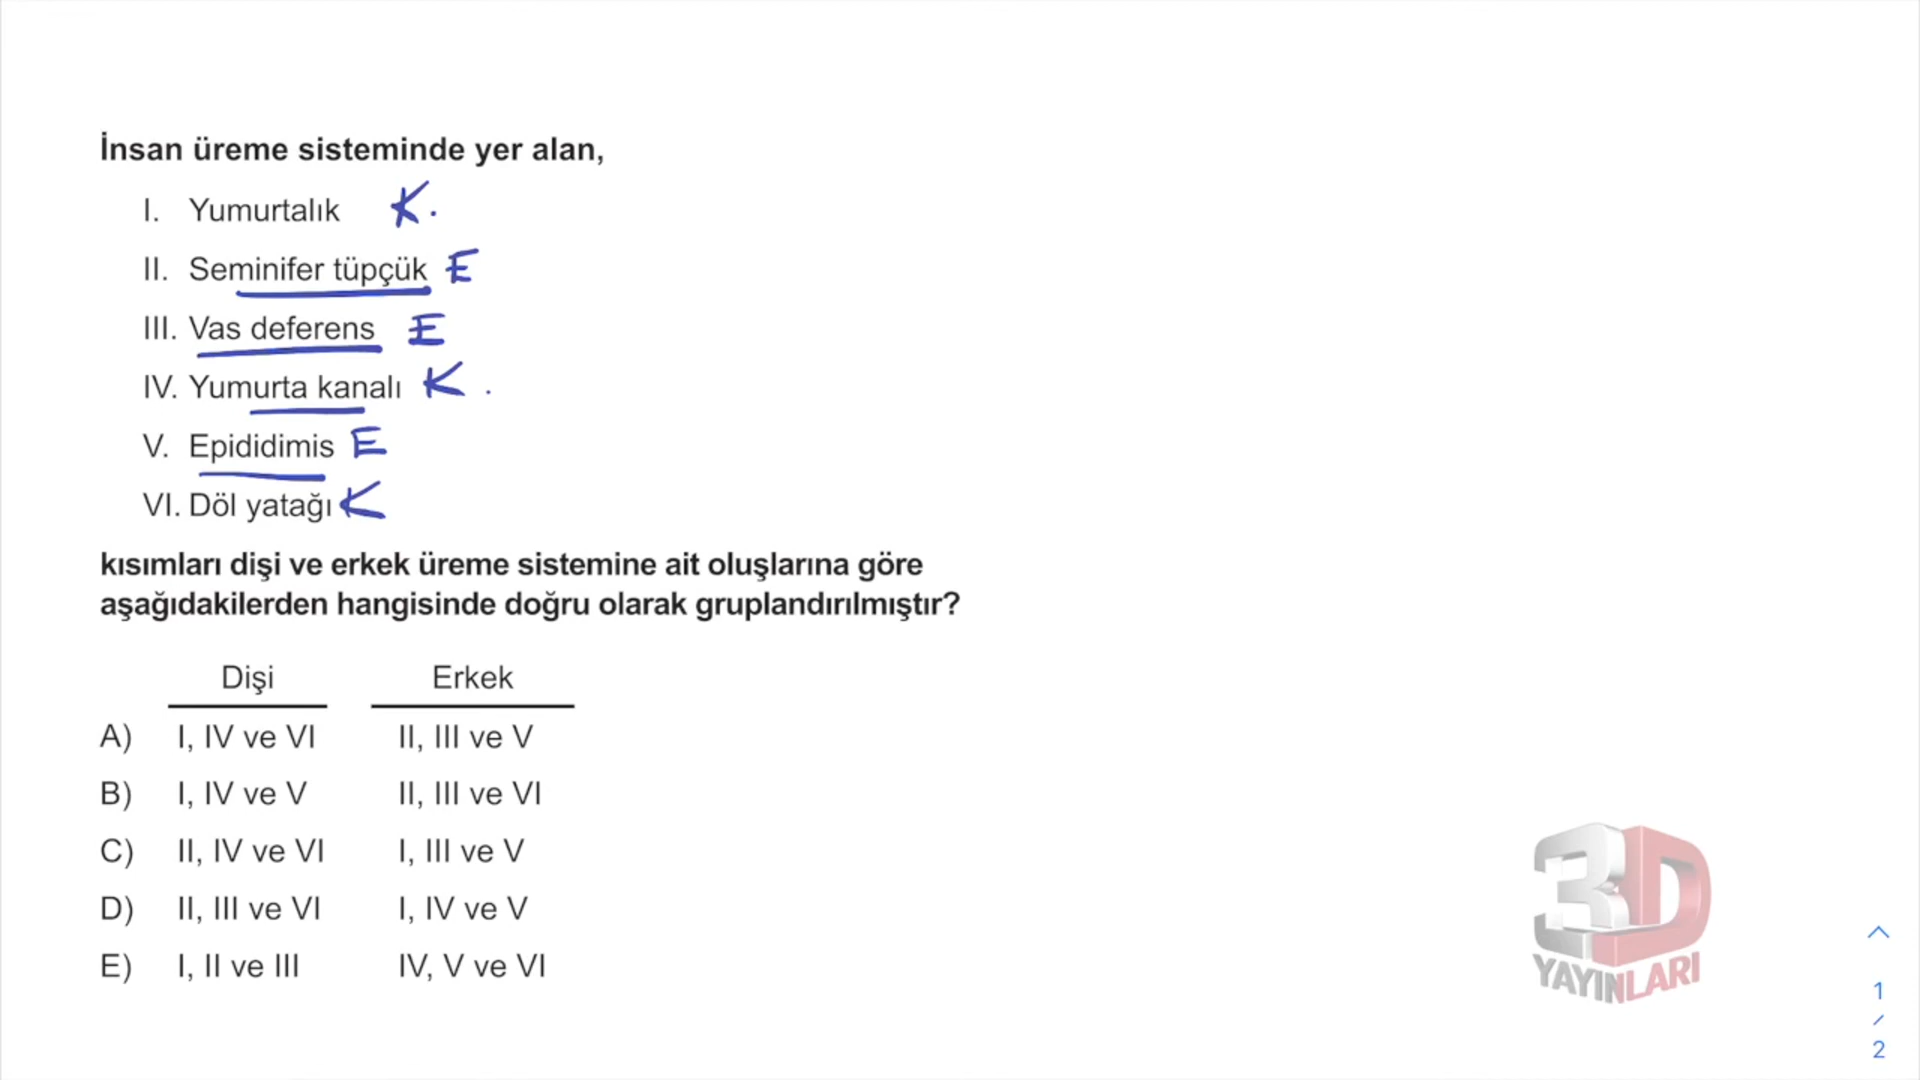 İnsan üreme sisteminde yer alan,
I. Yumurtalık K.
II. Seminifer tüpçük E
III. Vas deferens E
IV. Yumurta kanalı K.
V. Epididimis E
VI. Döl yatağı K
kısımları dişi ve erkek üreme sistemine ait oluşlarına göre
aşağıdakilerden hangisinde doğru olarak gruplandırılmıştır?
Dişi Erkek
A) I, IV ve VI II, III ve V
B) I, IV ve V II, III ve VI
C) II, IV ve VI I, III ve V
D) II, III ve VI I, IV ve V
E) I, II ve III IV, V ve VI
3D
YAYINLARI
1
/
2